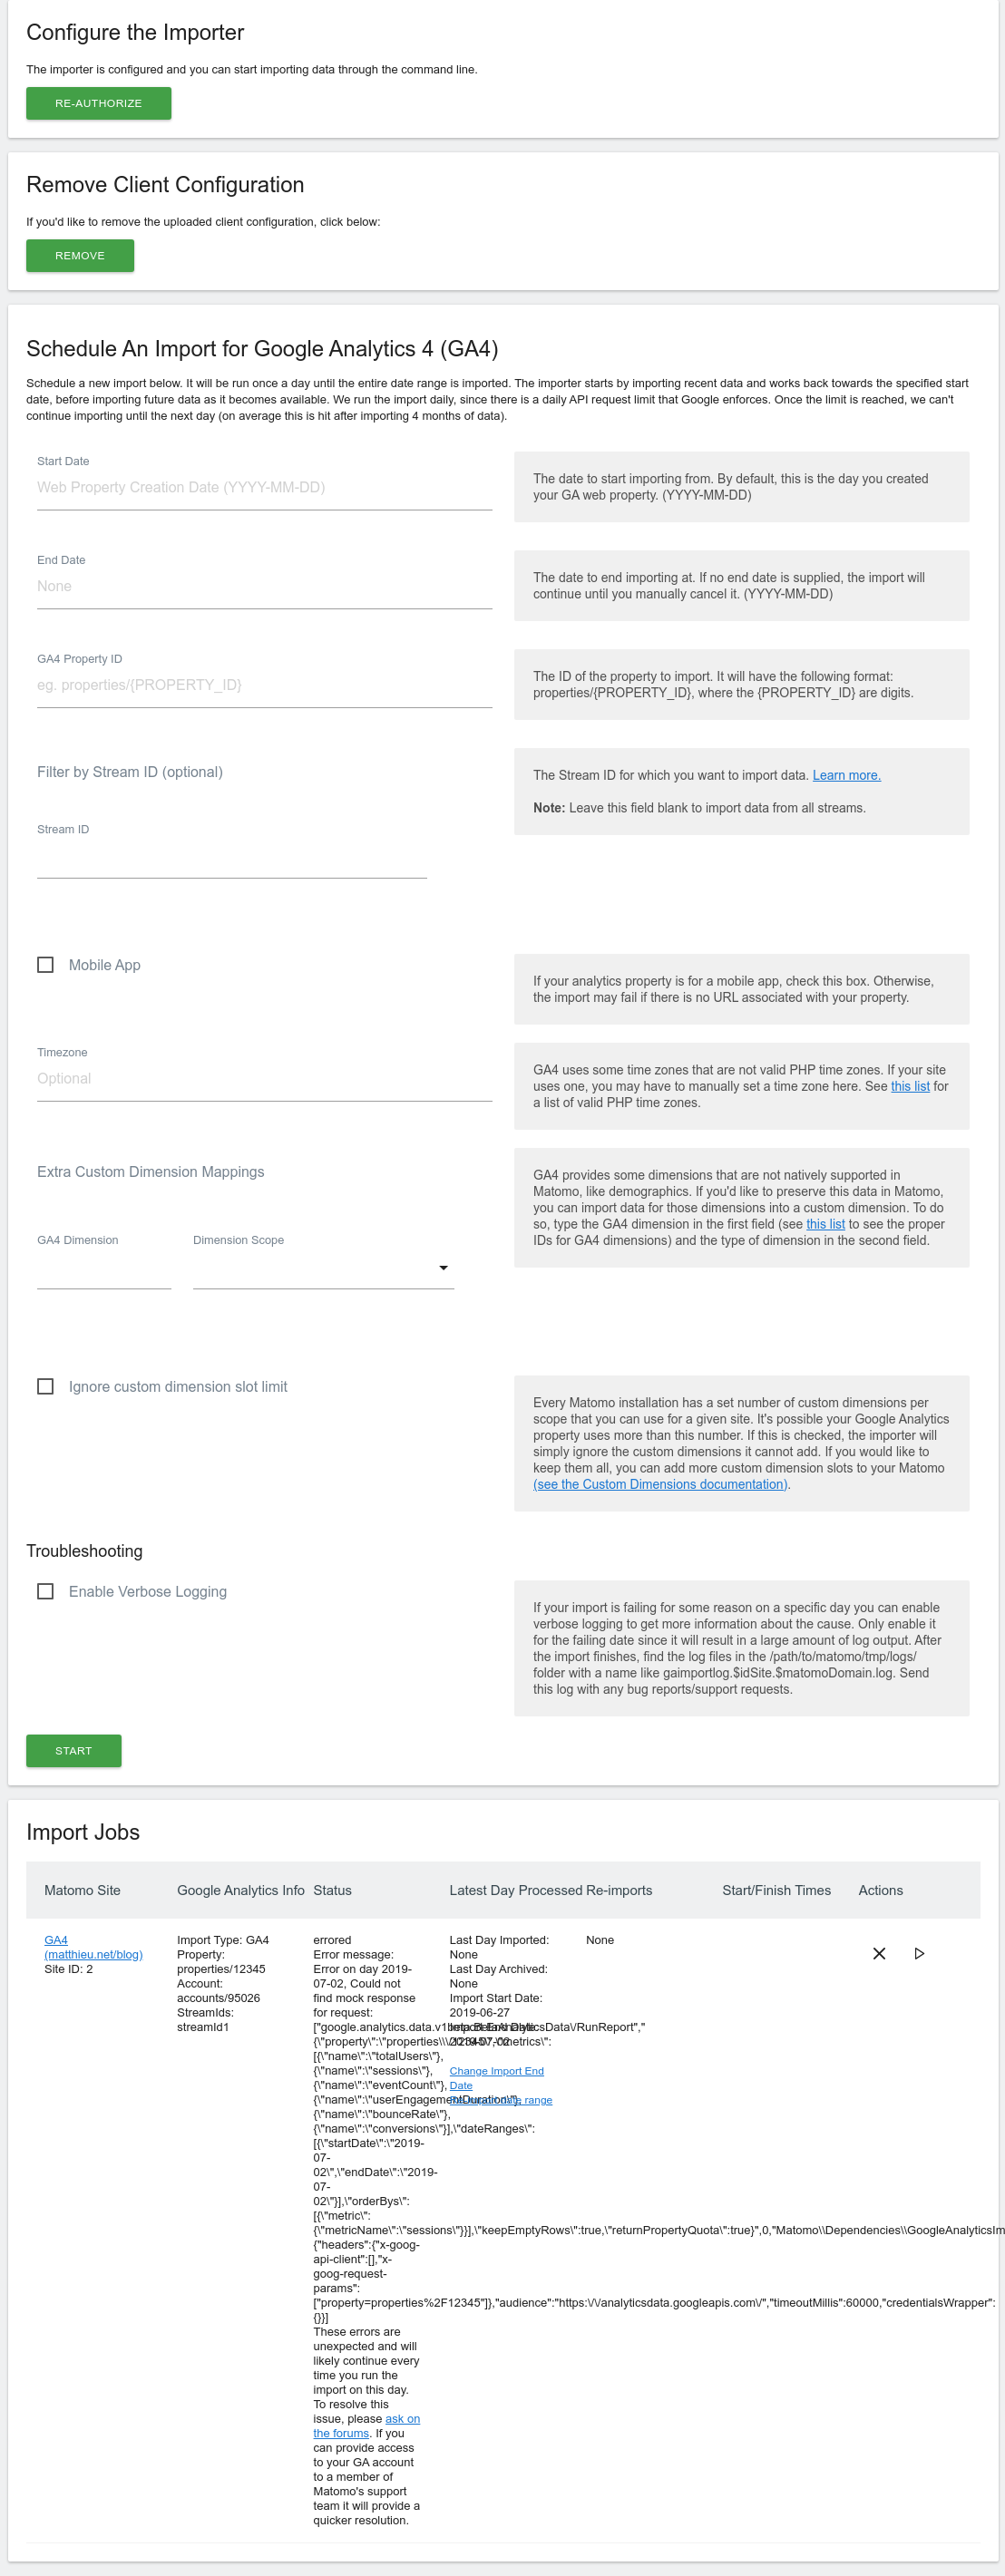 Configure the Importer
The importer is configured and you can start importing data through the command line.
RE-AUTHORIZE
Remove Client Configuration
If you'd like to remove the uploaded client configuration, click below:
REMOVE
Schedule An Import for Google Analytics 4 (GA4)
Schedule a new import below. It will be run once a day until the entire date range is imported. The importer starts by importing recent data and works back towards the specified start
date, before importing future data as it becomes available. We run the import daily, since there is a daily API request limit that Google enforces. Once the limit is reached, we can't
continue importing until the next day (on average this is hit after importing 4 months of data).
Start Date
Web Property Creation Date (YYYY-MM-DD)
The date to start importing from. By default, this is the day you created
your GA web property. (YYYY-MM-DD)
End Date
None
The date to end importing at. If no end date is supplied, the import will
continue until you manually cancel it. (YYYY-MM-DD)
GA4 Property ID
eg. properties/{PROPERTY_ID}
The ID of the property to import. It will have the following format:
properties/{PROPERTY_ID}, where the {PROPERTY_ID} are digits.
Filter by Stream ID (optional)
Stream ID
The Stream ID for which you want to import data. Learn more.
Note: Leave this field blank to import data from all streams.
Mobile App
If your analytics property is for a mobile app, check this box. Otherwise,
the import may fail if there is no URL associated with your property.
Timezone
Optional
GA4 uses some time zones that are not valid PHP time zones. If your site
uses one, you may have to manually set a time zone here. See this list for
a list of valid PHP time zones.
Extra Custom Dimension Mappings
GA4 Dimension
Dimension Scope
GA4 provides some dimensions that are not natively supported in
Matomo, like demographics. If you'd like to preserve this data in Matomo,
you can import data for those dimensions into a custom dimension. To do
so, type the GA4 dimension in the first field (see this list to see the proper
IDs for GA4 dimensions) and the type of dimension in the second field.
Ignore custom dimension slot limit
Every Matomo installation has a set number of custom dimensions per
scope that you can use for a given site. It's possible your Google Analytics
property uses more than this number. If this is checked, the importer will
simply ignore the custom dimensions it cannot add. If you would like to
keep them all, you can add more custom dimension slots to your Matomo
(see the Custom Dimensions documentation).
Troubleshooting
Enable Verbose Logging
If your import is failing for some reason on a specific day you can enable
verbose logging to get more information about the cause. Only enable it
for the failing date since it will result in a large amount of log output. After
the import finishes, find the log files in the /path/to/matomo/tmp/logs/
folder with a name like gaimportlog.$idSite.$matomoDomain.log. Send
this log with any bug reports/support requests.
START
Import Jobs
Matomo Site
Google Analytics Info
Status
Latest Day Processed
Re-imports
Start/Finish Times
Actions
GA4
(matthieu.net/blog)
Site ID: 2
Import Type: GA4
Property:
properties/12345
Account:
accounts/95026
StreamIds:
streamId1
errored
Error message:
Error on day 2019-
07-02, Could not
find mock response
for request:
["google.analytics.data.v1beta.BetaAnalyticsData\/RunReport","
{\"property\":\"properties\\\/12345\",\"metrics\":
[{\"name\":\"totalUsers\"},
{\"name\":\"sessions\"},
{\"name\":\"eventCount\"},
{\"name\":\"userEngagementDuration\"},
{\"name\":\"bounceRate\"},
{\"name\":\"conversions\"}],\"dateRanges\":
[{\"startDate\":\"2019-
07-
02\",\"endDate\":\"2019-
07-
02\"}],\"orderBys\":
[{\"metric\":
{\"metricName\":\"sessions\"}}],\"keepEmptyRows\":true,\"returnPropertyQuota\":true}",0,"Matomo\\Dependencies\\GoogleAnalyticsIm
{"headers":{"x-goog-
api-client":[],"x-
goog-request-
params":
["property=properties%2F12345"]},"audience":"https:\/\/analyticsdata.googleapis.com\/","timeoutMillis":60000,"credentialsWrapper":
{}}]
These errors are
unexpected and will
likely continue every
time you run the
import on this day.
To resolve this
issue, please ask on
the forums. If you
can provide access
to your GA account
to a member of
Matomo's support
team it will provide a
quicker resolution.
Last Day Imported:
None
Last Day Archived:
None
Import Start Date:
2019-06-27
Import End Date:
2019-07-02
Change Import End
Date
Re-import date range
None